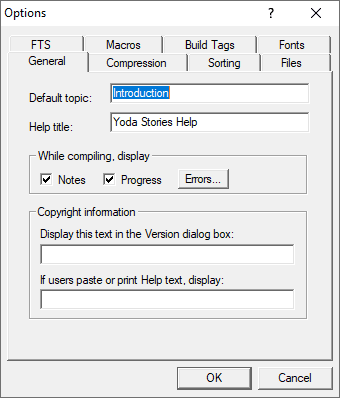 Options
FTS Macros Build Tags Fonts
General Compression Sorting Files
Default topic: Introduction
Help title: Yoda Stories Help
While compiling, display
Notes Progress Errors...
Copyright information
Display this text in the Version dialog box:
If users paste or print Help text, display:
OK Cancel